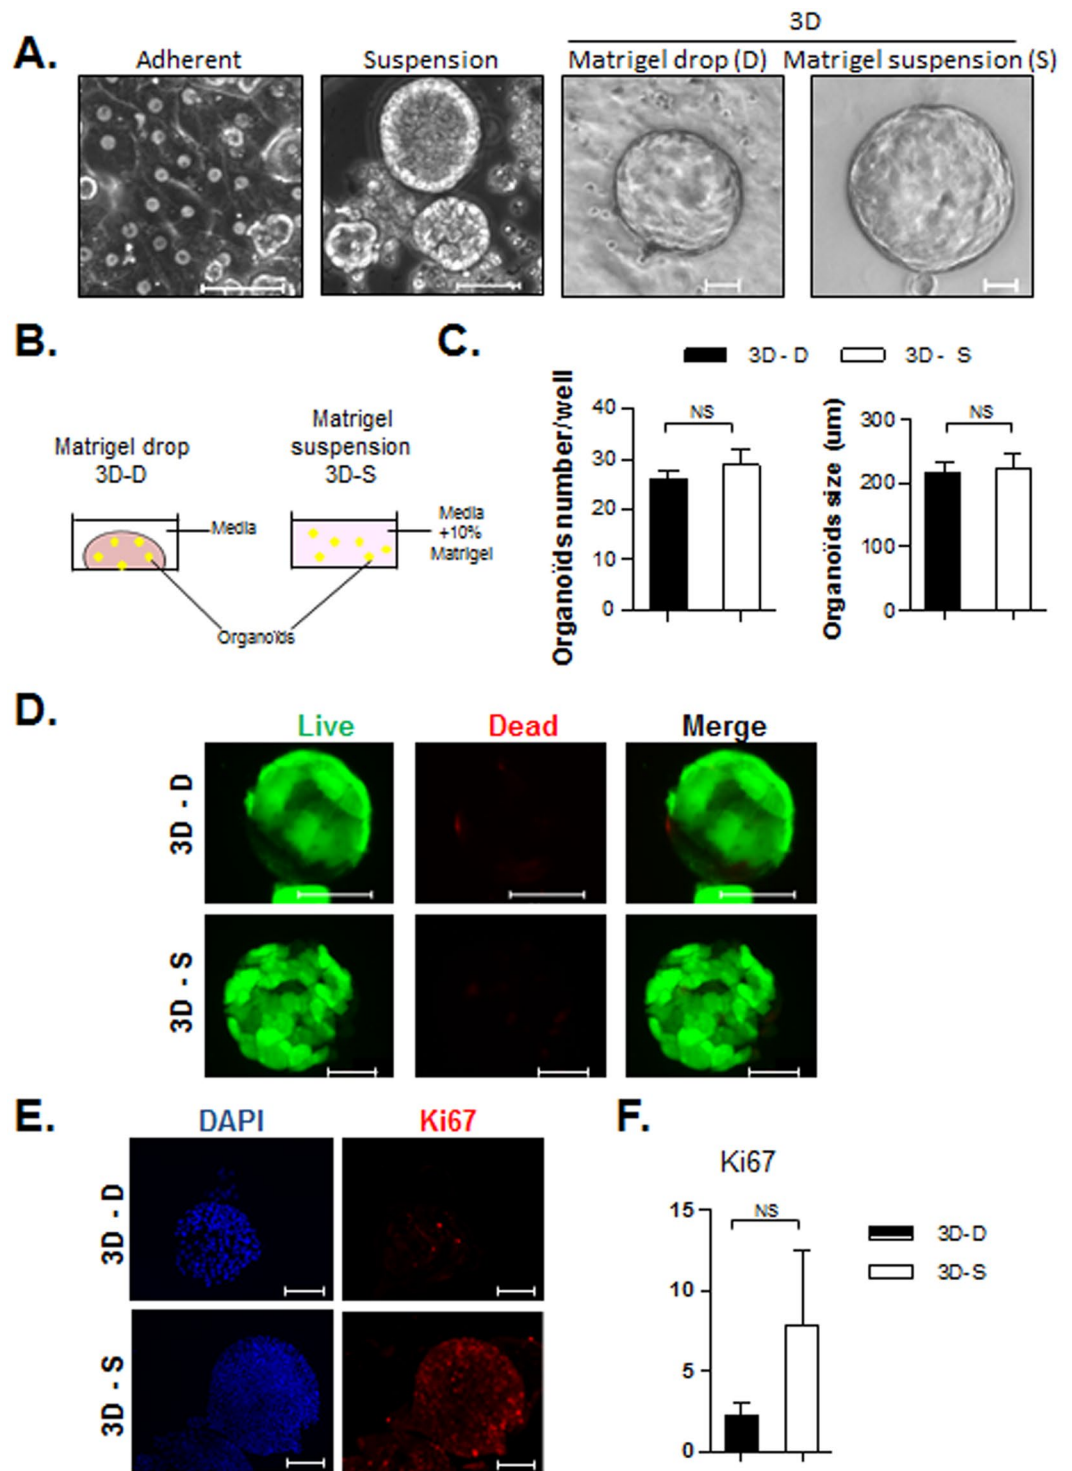 3D
A.
Adherent
Suspension
Matrigel drop (D)
Matrigel suspension (S)
B.
Matrigel drop
3D-D
Matrigel
suspension
3D-S
Media
Media
+10%
Matrigel
Organoïds
C.
3D - D
3D - S
Organoïds number/well
40
30
20
10
0
NS
Organoïds size (um)
300
200
100
0
NS
D.
Live
Dead
Merge
3D - D
3D - S
E.
DAPI
Ki67
3D - D
3D - S
F.
Ki67
15
10
5
0
NS
3D-D
3D-S